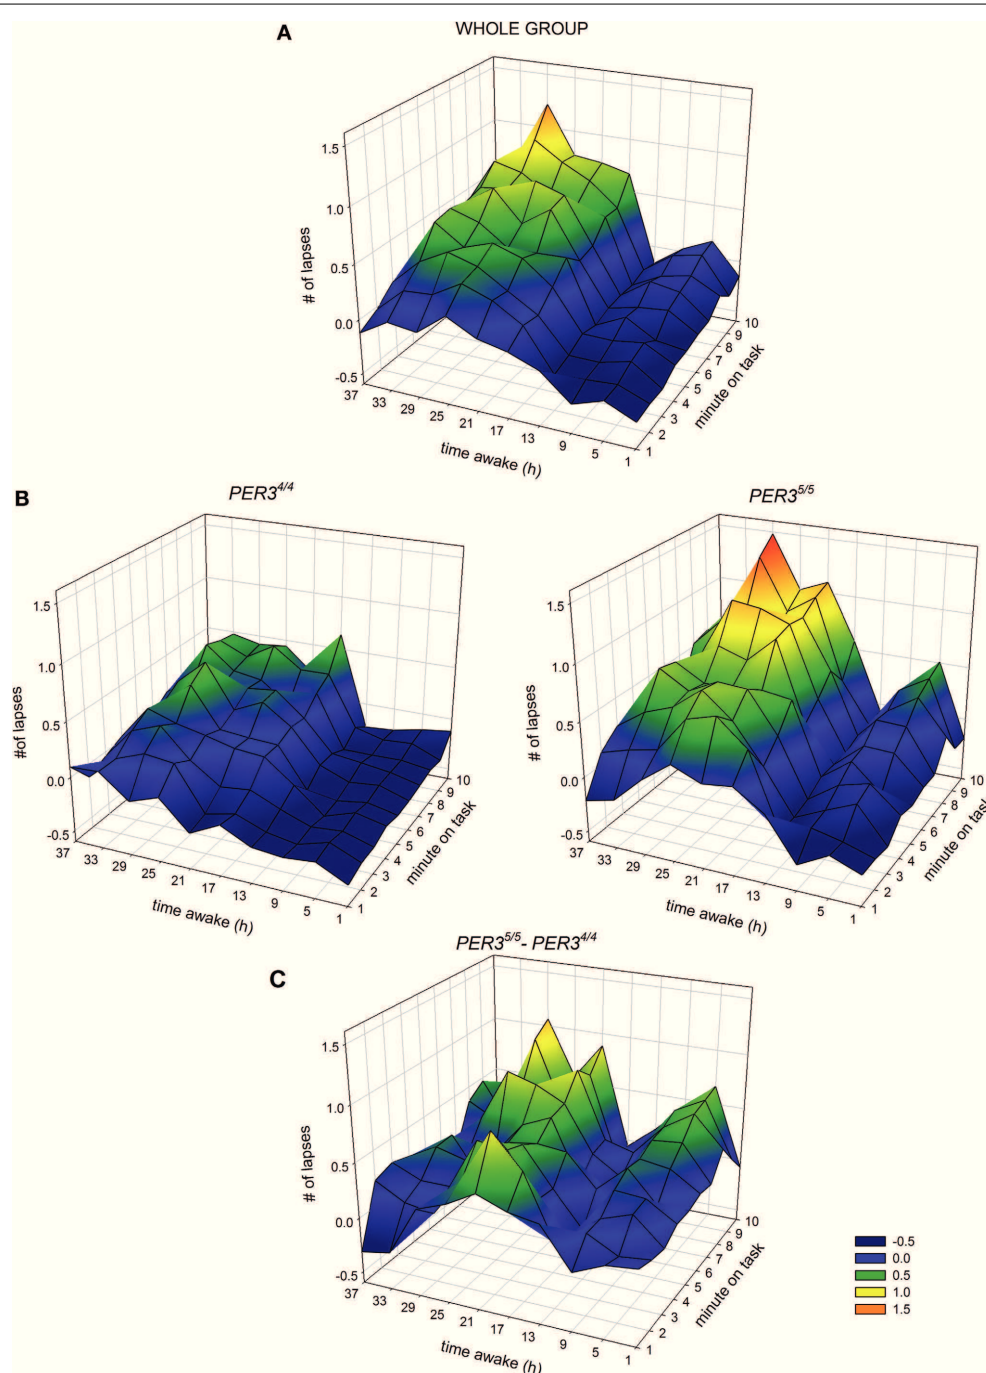 A
WHOLE GROUP
1.5
1.0
0.5
0.0
-0.5
# of lapses
37 33 29 25 21 17 13 9 5 1
time awake (h)
1 2 3 4 5 6 7 8 9 10
minute on task
B
PER3^4/4
1.5
1.0
0.5
0.0
-0.5
#of lapses
37 33 29 25 21 17 13 9 5 1
time awake (h)
1 2 3 4 5 6 7 8 9 10
minute on task
PER3^5/5
1.5
1.0
0.5
0.0
-0.5
# of lapses
37 33 29 25 21 17 13 9 5 1
time awake (h)
1 2 3 4 5 6 7 8 9 10
minute on task
C
PER3^5/5- PER3^4/4
1.5
1.0
0.5
0.0
-0.5
# of lapses
37 33 29 25 21 17 13 9 5 1
time awake (h)
1 2 3 4 5 6 7 8 9 10
minute on task
-0.5
0.0
0.5
1.0
1.5